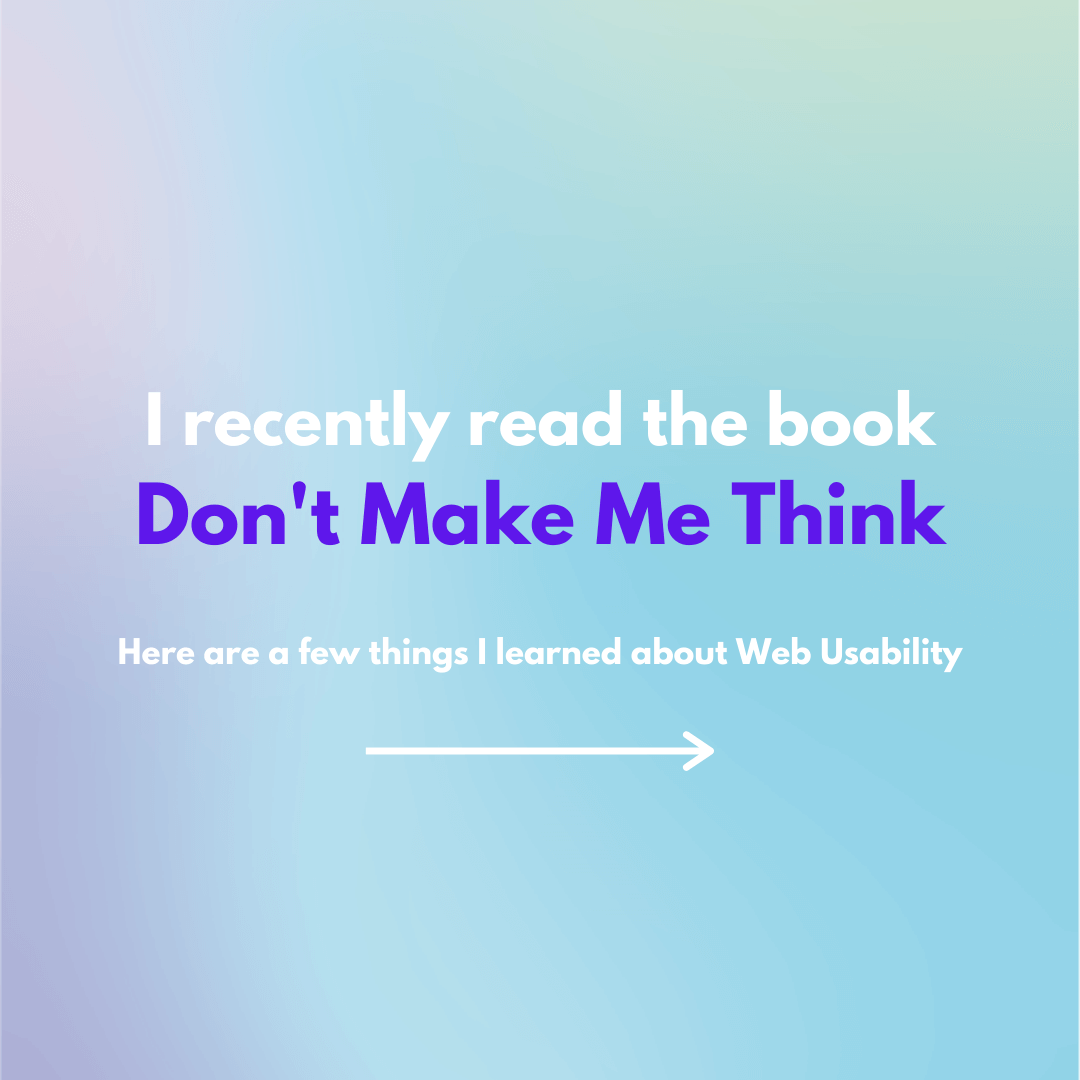 I recently read the book
Don't Make Me Think
Here are a few things I learned about Web Usability